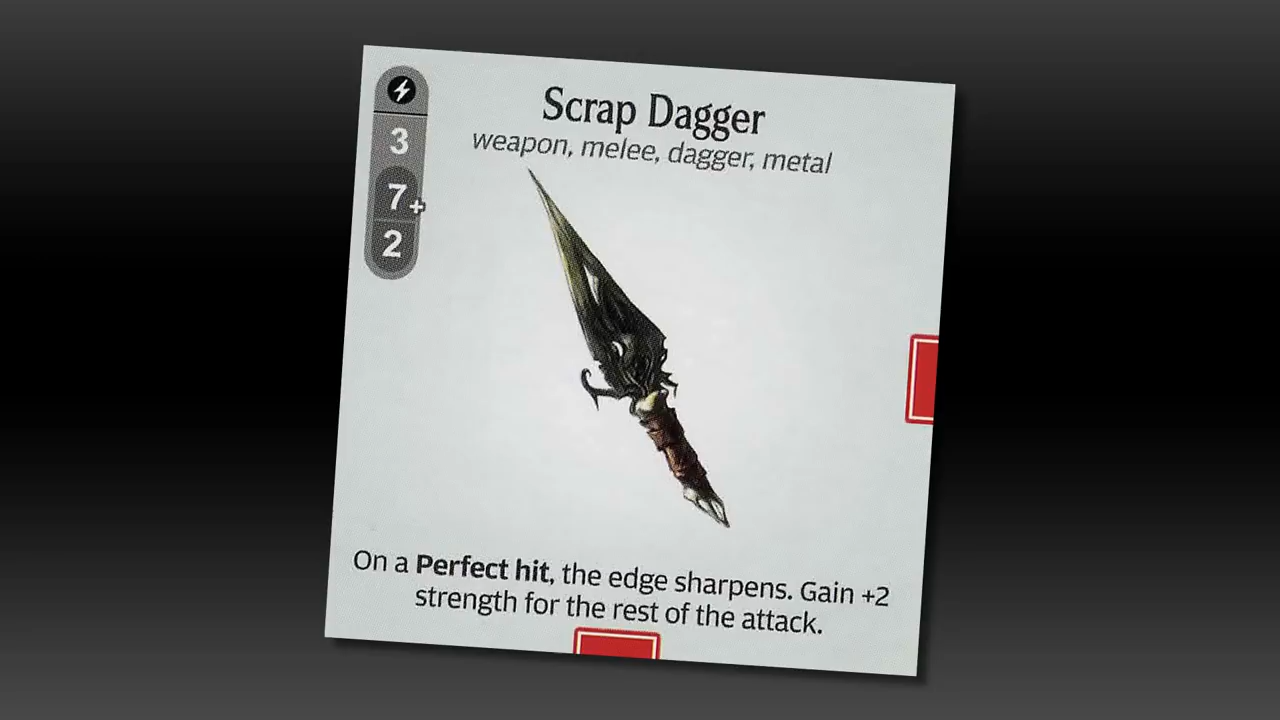 Scrap Dagger
weapon, melee, dagger, metal
3
7+
2
On a Perfect hit, the edge sharpens. Gain +2
strength for the rest of the attack.